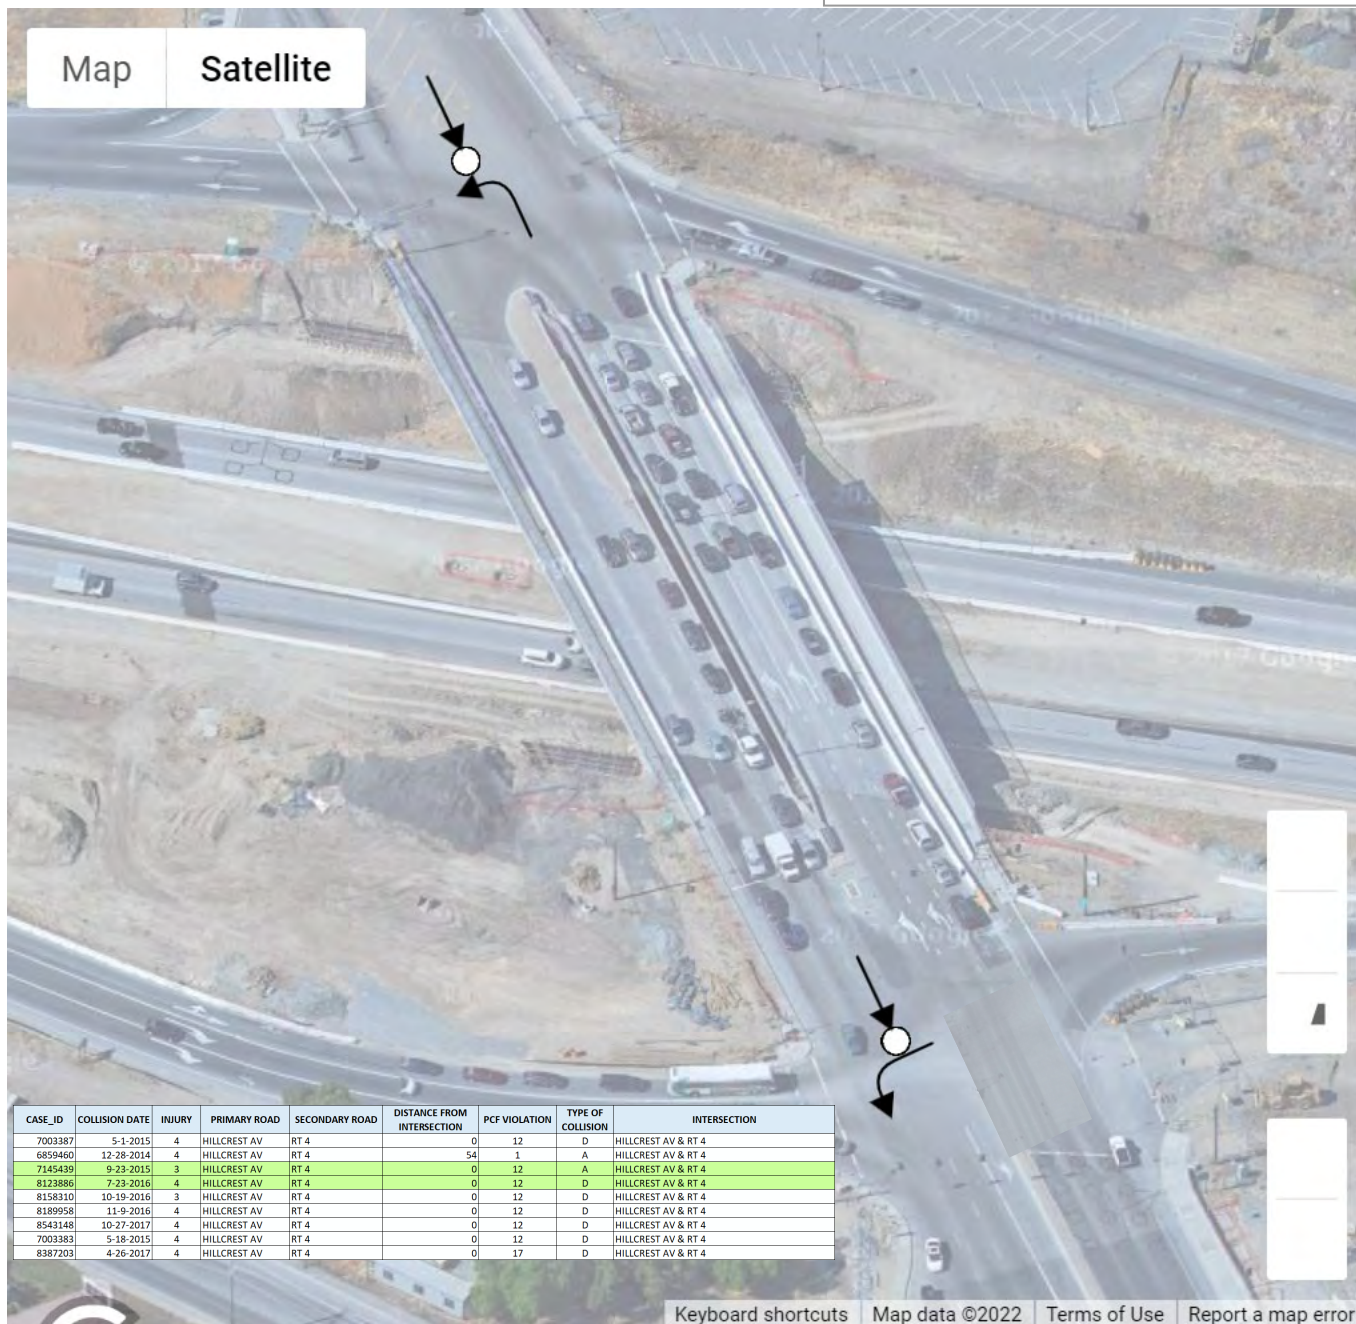 Map Satellite
CASE_ID COLLISION DATE INJURY PRIMARY ROAD SECONDARY ROAD DISTANCE FROM INTERSECTION PCF VIOLATION TYPE OF COLLISION INTERSECTION
7003387 5-1-2015 4 HILLCREST AV RT 4 0 12 D HILLCREST AV & RT 4
6859460 12-28-2014 4 HILLCREST AV RT 4 54 1 A HILLCREST AV & RT 4
7145439 9-23-2015 3 HILLCREST AV RT 4 0 12 A HILLCREST AV & RT 4
8123886 7-23-2016 4 HILLCREST AV RT 4 0 12 D HILLCREST AV & RT 4
8158310 10-19-2016 3 HILLCREST AV RT 4 0 12 D HILLCREST AV & RT 4
8189958 11-9-2016 4 HILLCREST AV RT 4 0 12 D HILLCREST AV & RT 4
8543148 10-27-2017 4 HILLCREST AV RT 4 0 12 D HILLCREST AV & RT 4
7003383 5-18-2015 4 HILLCREST AV RT 4 0 12 D HILLCREST AV & RT 4
8387203 4-26-2017 4 HILLCREST AV RT 4 0 17 D HILLCREST AV & RT 4
Keyboard shortcuts Map data ©2022 Terms of Use Report a map error